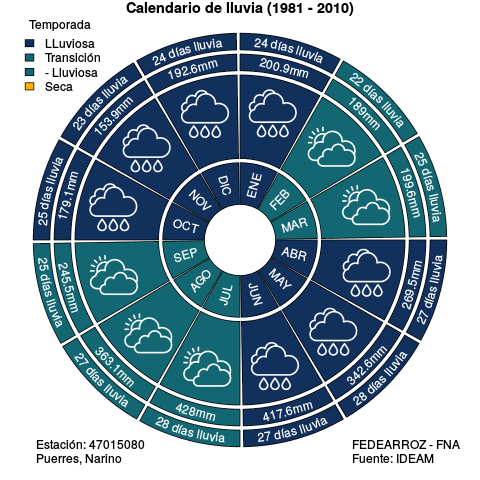 Calendario de lluvia (1981 - 2010)
Temporada
LLuviosa
Transición
- Lluviosa
Seca
ENE
200.9mm
24 días lluvia
FEB
189mm
22 días lluvia
MAR
199.6mm
25 días lluvia
ABR
269.5mm
27 días lluvia
MAY
342.6mm
28 días lluvia
JUN
417.6mm
27 días lluvia
JUL
428mm
28 días lluvia
AGO
363.1mm
27 días lluvia
SEP
245.5mm
25 días lluvia
OCT
179.1mm
25 días lluvia
NOV
153.9mm
23 días lluvia
DIC
192.6mm
24 días lluvia
Estación: 47015080
Puerres, Narino
FEDEARROZ - FNA
Fuente: IDEAM